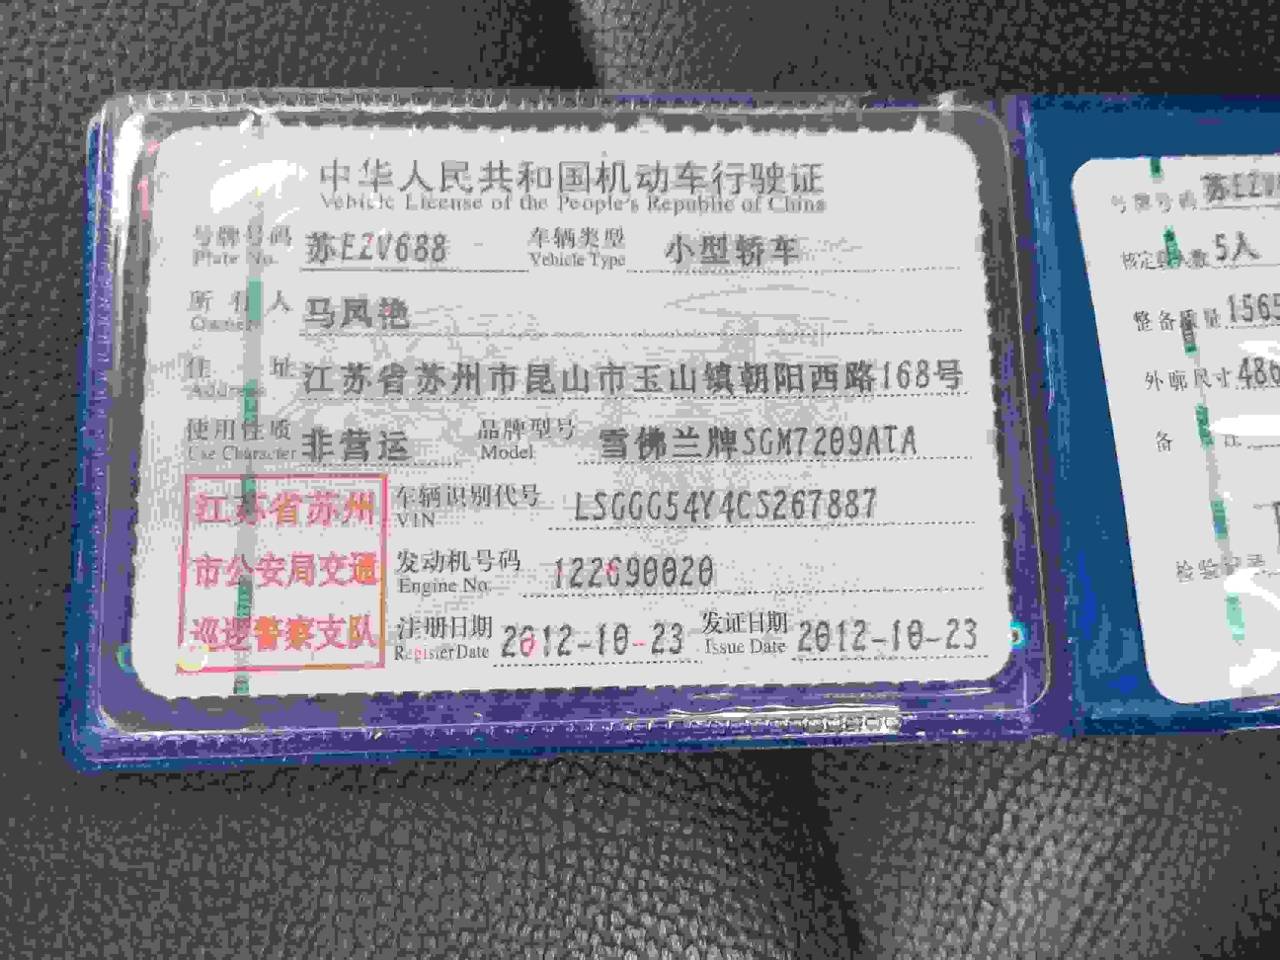 中华人民共和国机动车行驶证
Vehicle License of the People's Republic of China
号牌号码 苏EZV688 车辆类型 小型轿车
Plate No. Vehicle Type
所有人 马凤艳
Owner
住址 江苏省苏州市昆山市玉山镇朝阳西路168号
Address
使用性质 非营运 品牌型号 雪佛兰牌SGM7209ATA
Use Character Model
江苏省苏州
市公安局交通
巡逻警察支队
车辆识别代号 LSGGG54Y4CS267887
VIN
发动机号码 122690020
Engine No.
注册日期 2012-10-23 发证日期 2012-10-23
Register Date Issue Date
号牌号码 苏EZV
核定载人数 5人
整备质量 1565
外廓尺寸 486
备
检验记录